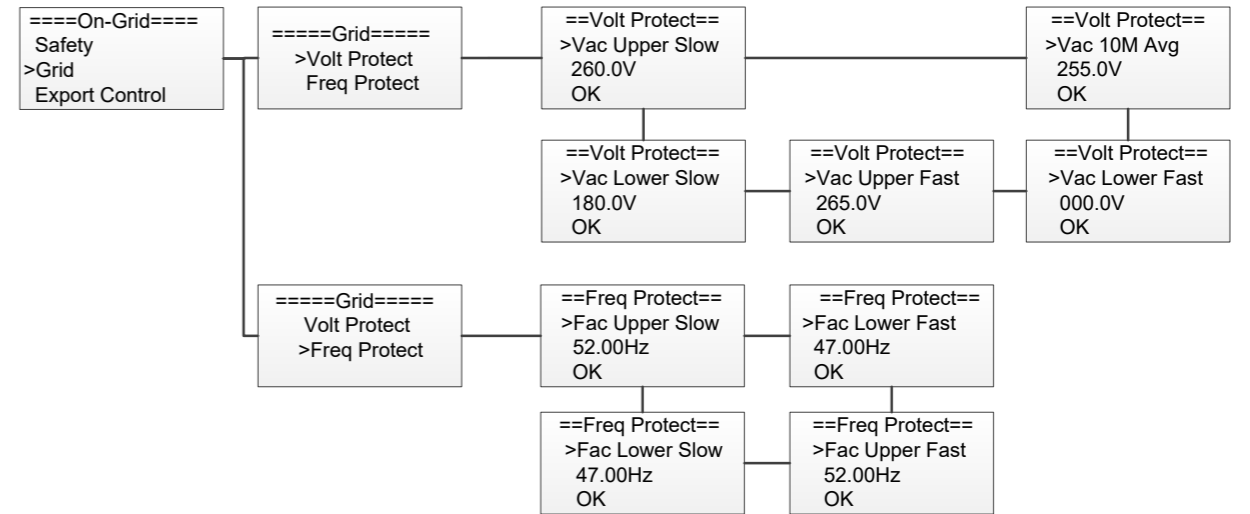 ====On-Grid====
Safety
>Grid
Export Control
=====Grid=====
>Volt Protect
Freq Protect
==Volt Protect==
>Vac Upper Slow
260.0V
OK
==Volt Protect==
>Vac 10M Avg
255.0V
OK
==Volt Protect==
>Vac Lower Slow
180.0V
OK
==Volt Protect==
>Vac Upper Fast
265.0V
OK
==Volt Protect==
>Vac Lower Fast
000.0V
OK
=====Grid=====
Volt Protect
>Freq Protect
==Freq Protect==
>Fac Upper Slow
52.00Hz
OK
==Freq Protect==
>Fac Lower Fast
47.00Hz
OK
==Freq Protect==
>Fac Lower Slow
47.00Hz
OK
==Freq Protect==
>Fac Upper Fast
52.00Hz
OK